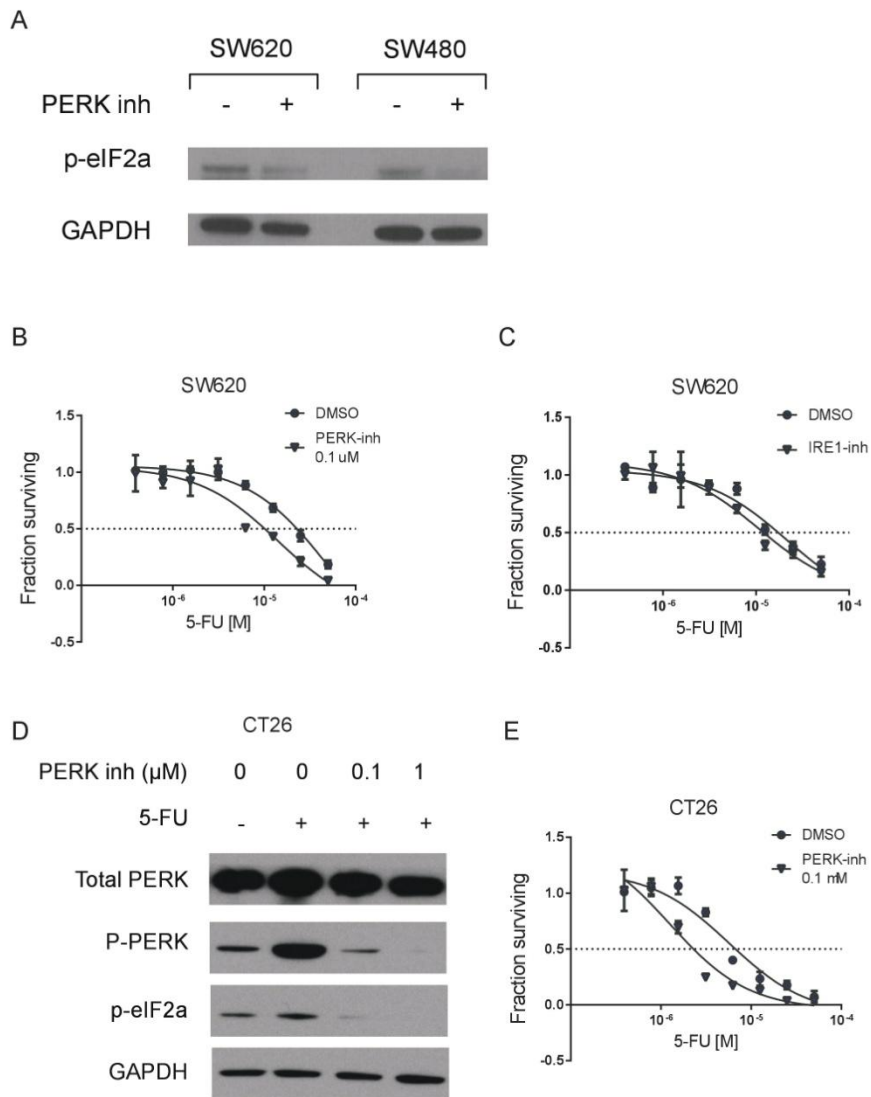 A
SW620 SW480
PERK inh - + - +
p-eIF2a
GAPDH
B
SW620
DMSO
PERK-inh
0.1 uM
Fraction surviving
1.5
1.0
0.5
0.0
-0.5
10-6 10-5 10-4
5-FU [M]
C
SW620
DMSO
IRE1-inh
Fraction surviving
1.5
1.0
0.5
0.0
-0.5
10-6 10-5 10-4
5-FU [M]
D
CT26
PERK inh (µM) 0 0 0.1 1
5-FU - + + +
Total PERK
P-PERK
p-eIF2a
GAPDH
E
CT26
DMSO
PERK-inh
0.1 mM
Fraction surviving
1.5
1.0
0.5
0.0
-0.5
10-6 10-5 10-4
5-FU [M]